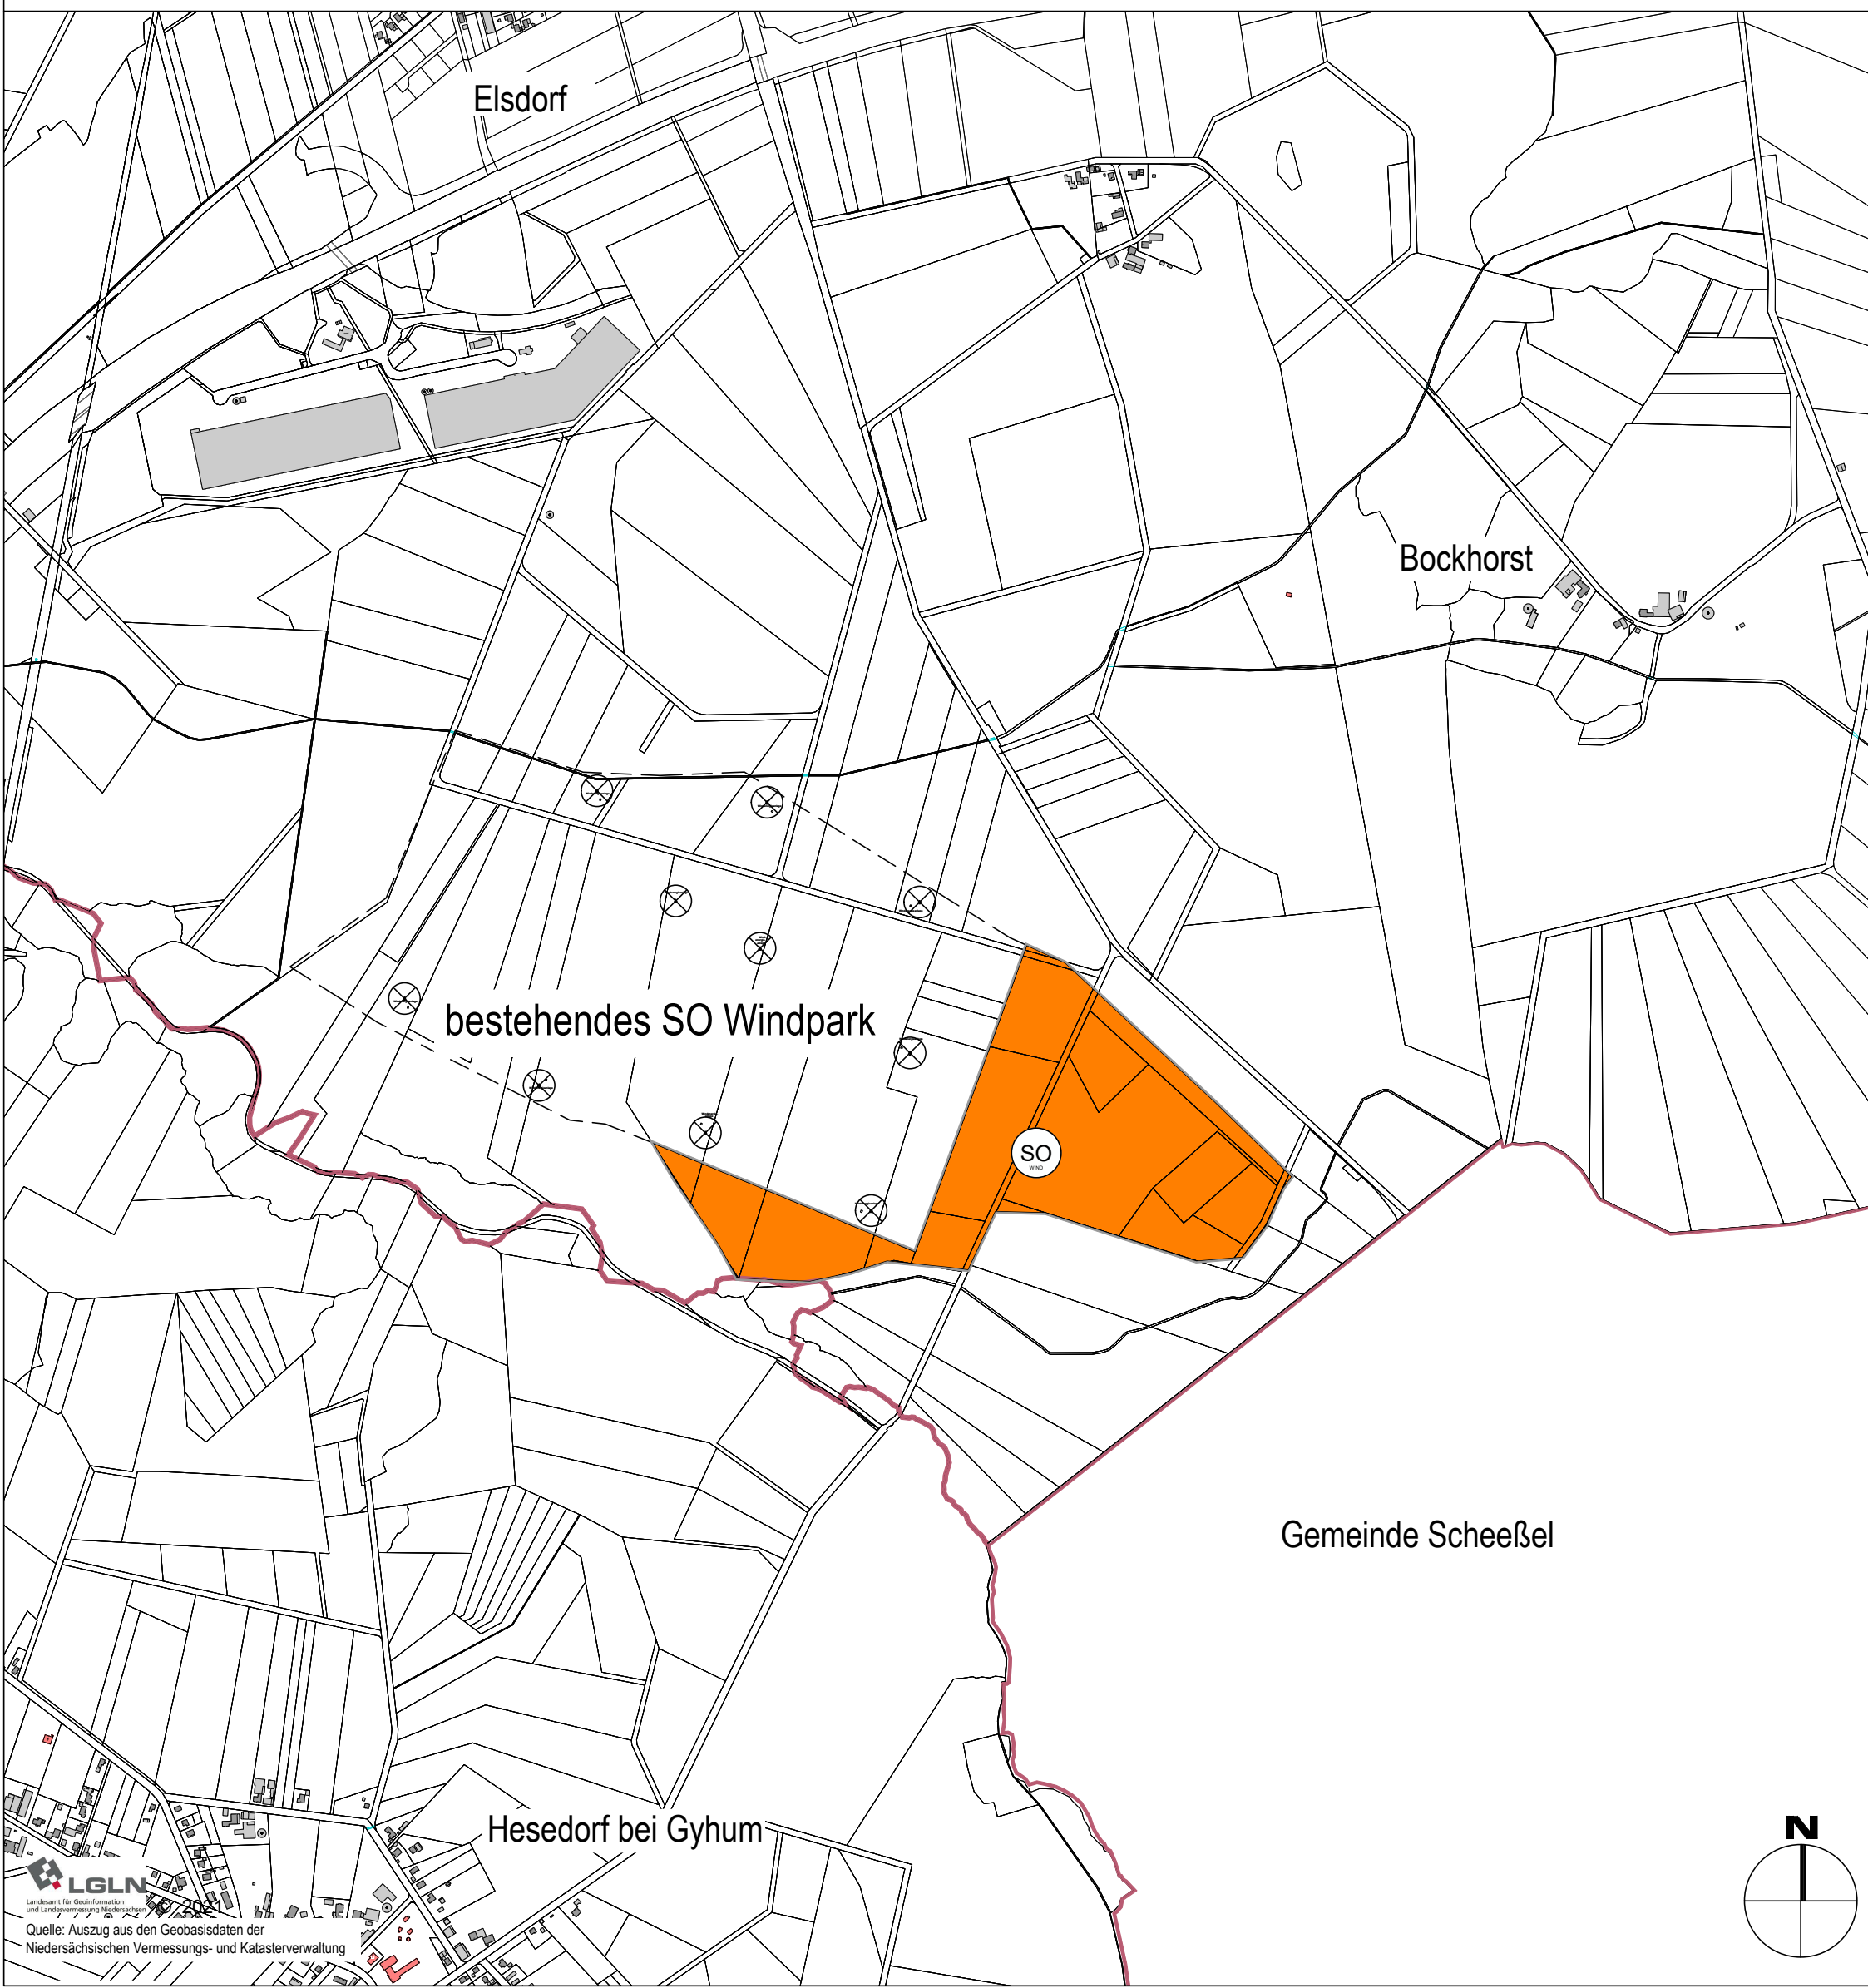 Elsdorf
Bockhorst
bestehendes SO Windpark
SO
WIND
Gemeinde Scheeßel
Hesedorf bei Gyhum
N
LGLN
Landesamt für Geoinformation
und Landesvermessung Niedersachsen
© 2021
Quelle: Auszug aus den Geobasisdaten der
Niedersächsischen Vermessungs- und Katasterverwaltung